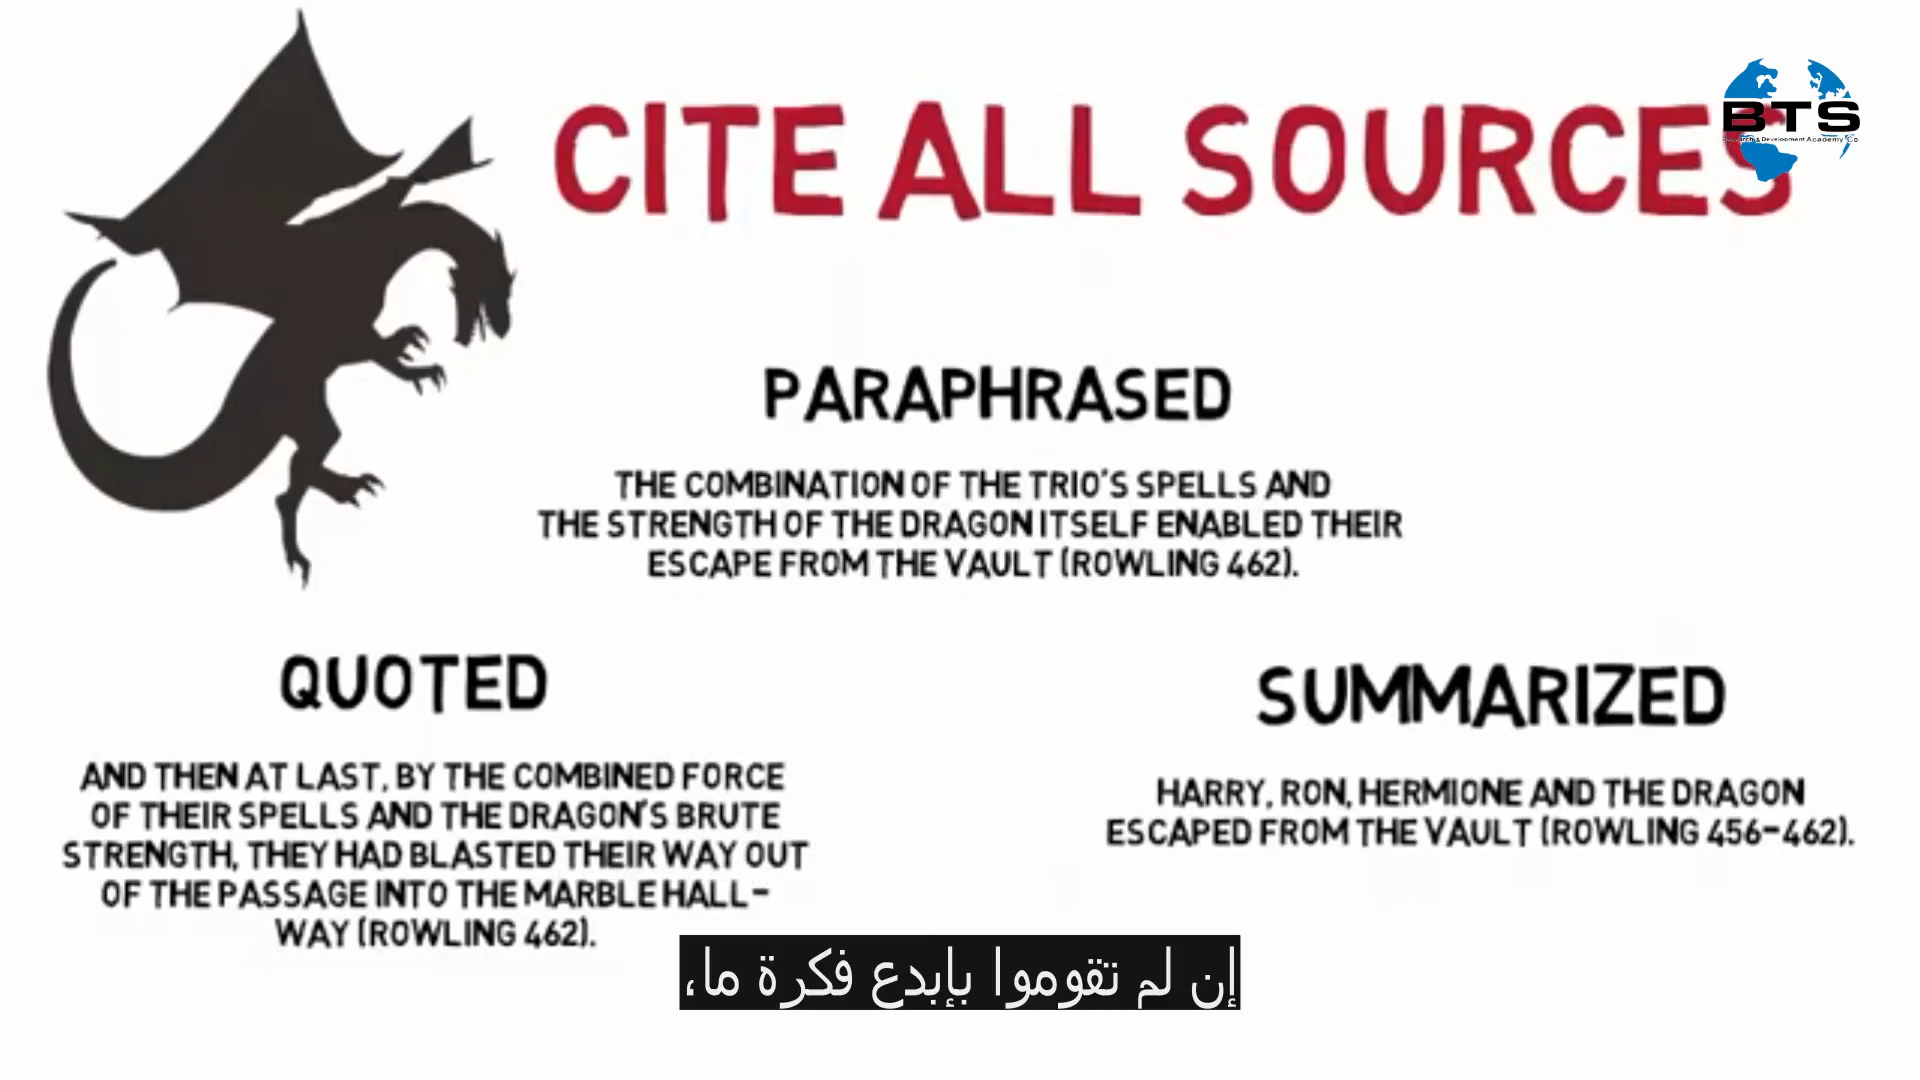 CITE ALL SOURCES
BTS
Research & Development Academy Co.
PARAPHRASED
THE COMBINATION OF THE TRIO'S SPELLS AND
THE STRENGTH OF THE DRAGON ITSELF ENABLED THEIR
ESCAPE FROM THE VAULT (ROWLING 462).
QUOTED
AND THEN AT LAST, BY THE COMBINED FORCE
OF THEIR SPELLS AND THE DRAGON'S BRUTE
STRENGTH, THEY HAD BLASTED THEIR WAY OUT
OF THE PASSAGE INTO THE MARBLE HALL-
WAY (ROWLING 462).
SUMMARIZED
HARRY, RON, HERMIONE AND THE DRAGON
ESCAPED FROM THE VAULT (ROWLING 456-462).
إن لم تقوموا بإبدع فكرة ما،